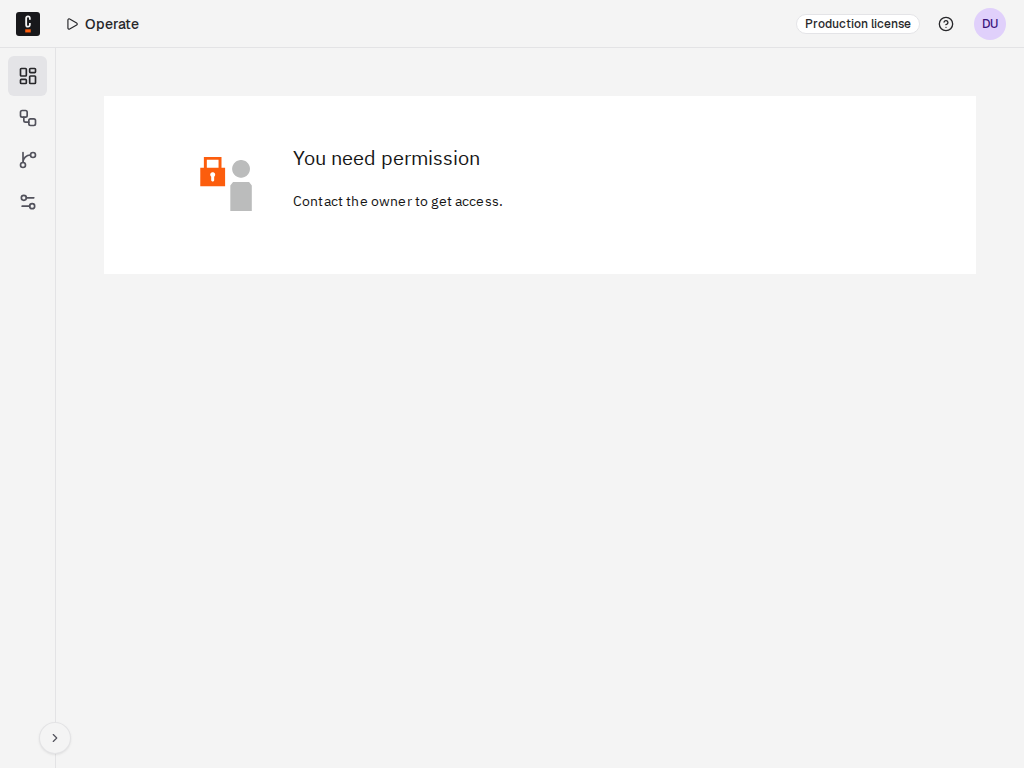 Operate
Production license
DU
You need permission
Contact the owner to get access.